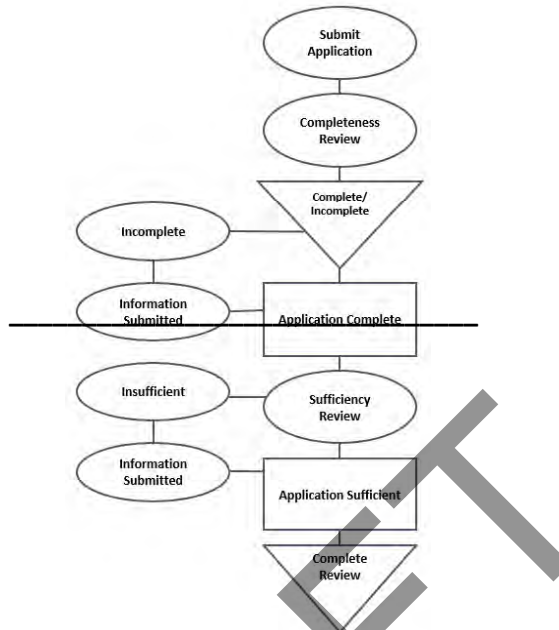 Submit
Application
Completeness
Review
Complete/
Incomplete
Incomplete
Information
Submitted
Application Complete
Insufficient
Sufficiency
Review
Information
Submitted
Application Sufficient
Complete
Review